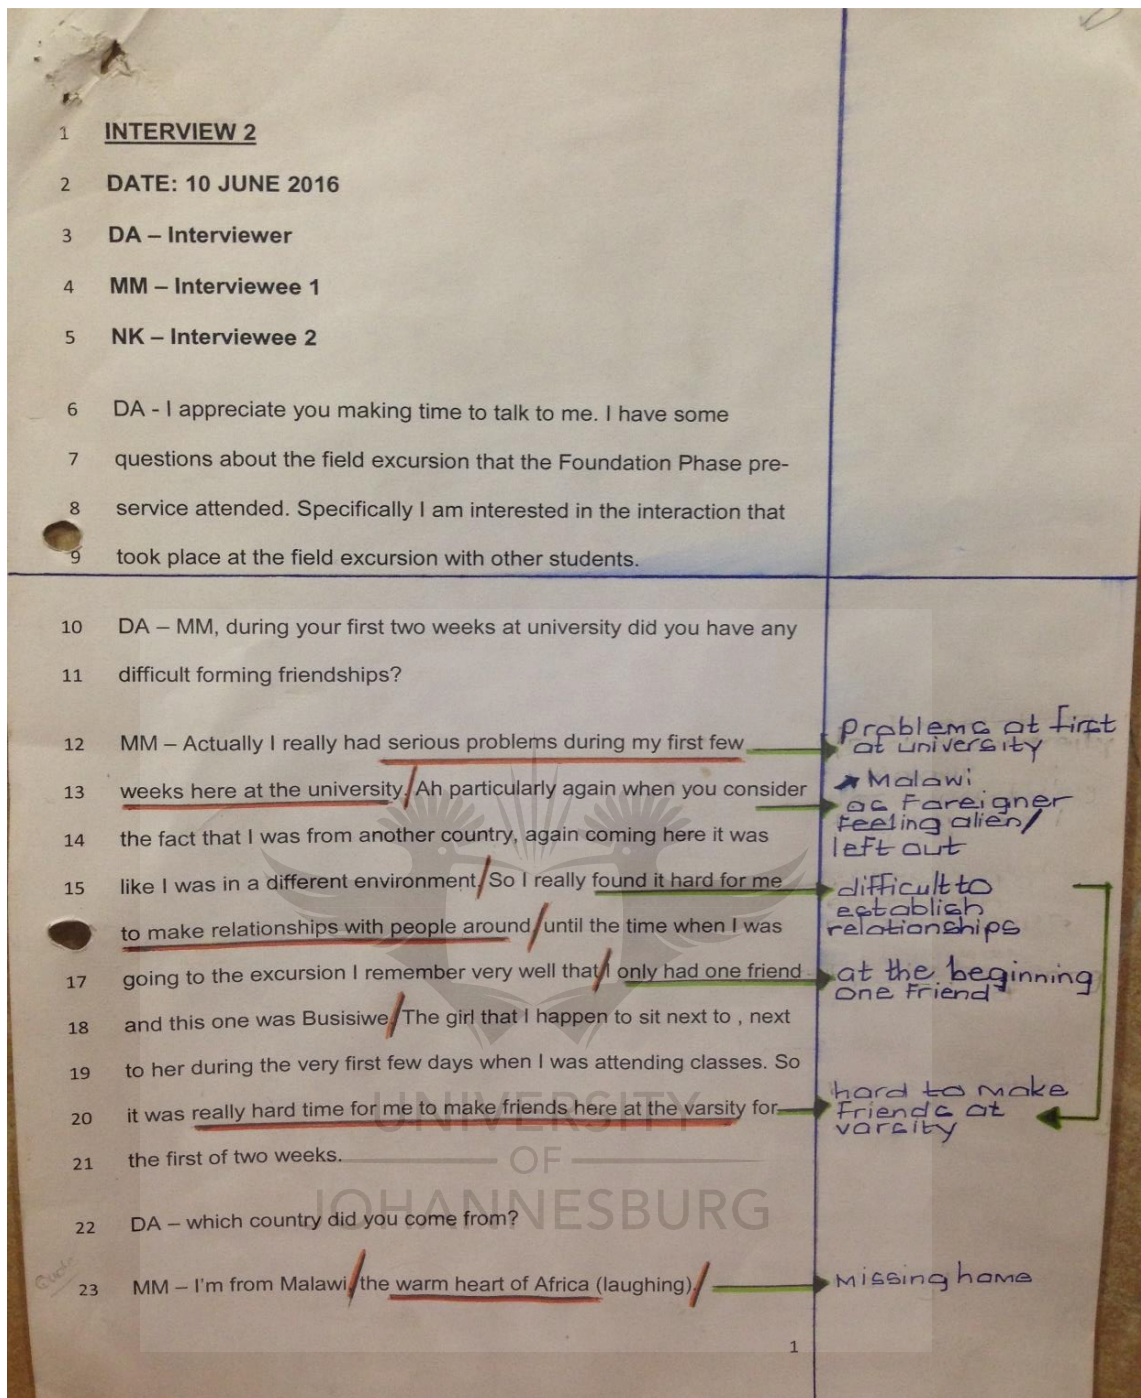 1 INTERVIEW 2
2 DATE: 10 JUNE 2016
3 DA – Interviewer
4 MM – Interviewee 1
5 NK – Interviewee 2
6 DA - I appreciate you making time to talk to me. I have some
7 questions about the field excursion that the Foundation Phase pre-
8 service attended. Specifically I am interested in the interaction that
9 took place at the field excursion with other students.
10 DA – MM, during your first two weeks at university did you have any
11 difficult forming friendships?
12 MM – Actually I really had serious problems during my first few
13 weeks here at the university. Ah particularly again when you consider
14 the fact that I was from another country, again coming here it was
15 like I was in a different environment. So I really found it hard for me
to make relationships with people around until the time when I was
17 going to the excursion I remember very well that I only had one friend
18 and this one was Busisiwe. The girl that I happen to sit next to , next
19 to her during the very first few days when I was attending classes. So
20 it was really hard time for me to make friends here at the varsity for
21 the first of two weeks.
22 DA – which country did you come from?
23 MM – I'm from Malawi, the warm heart of Africa (laughing).
1
problems at first
at university
Malawi
as Foreigner
feeling alien/
left out
difficult to
establish
relationships
at the beginning
one friend
hard to make
friends at
varsity
missing home
Quote
UNIVERSITY
OF
JOHANNESBURG